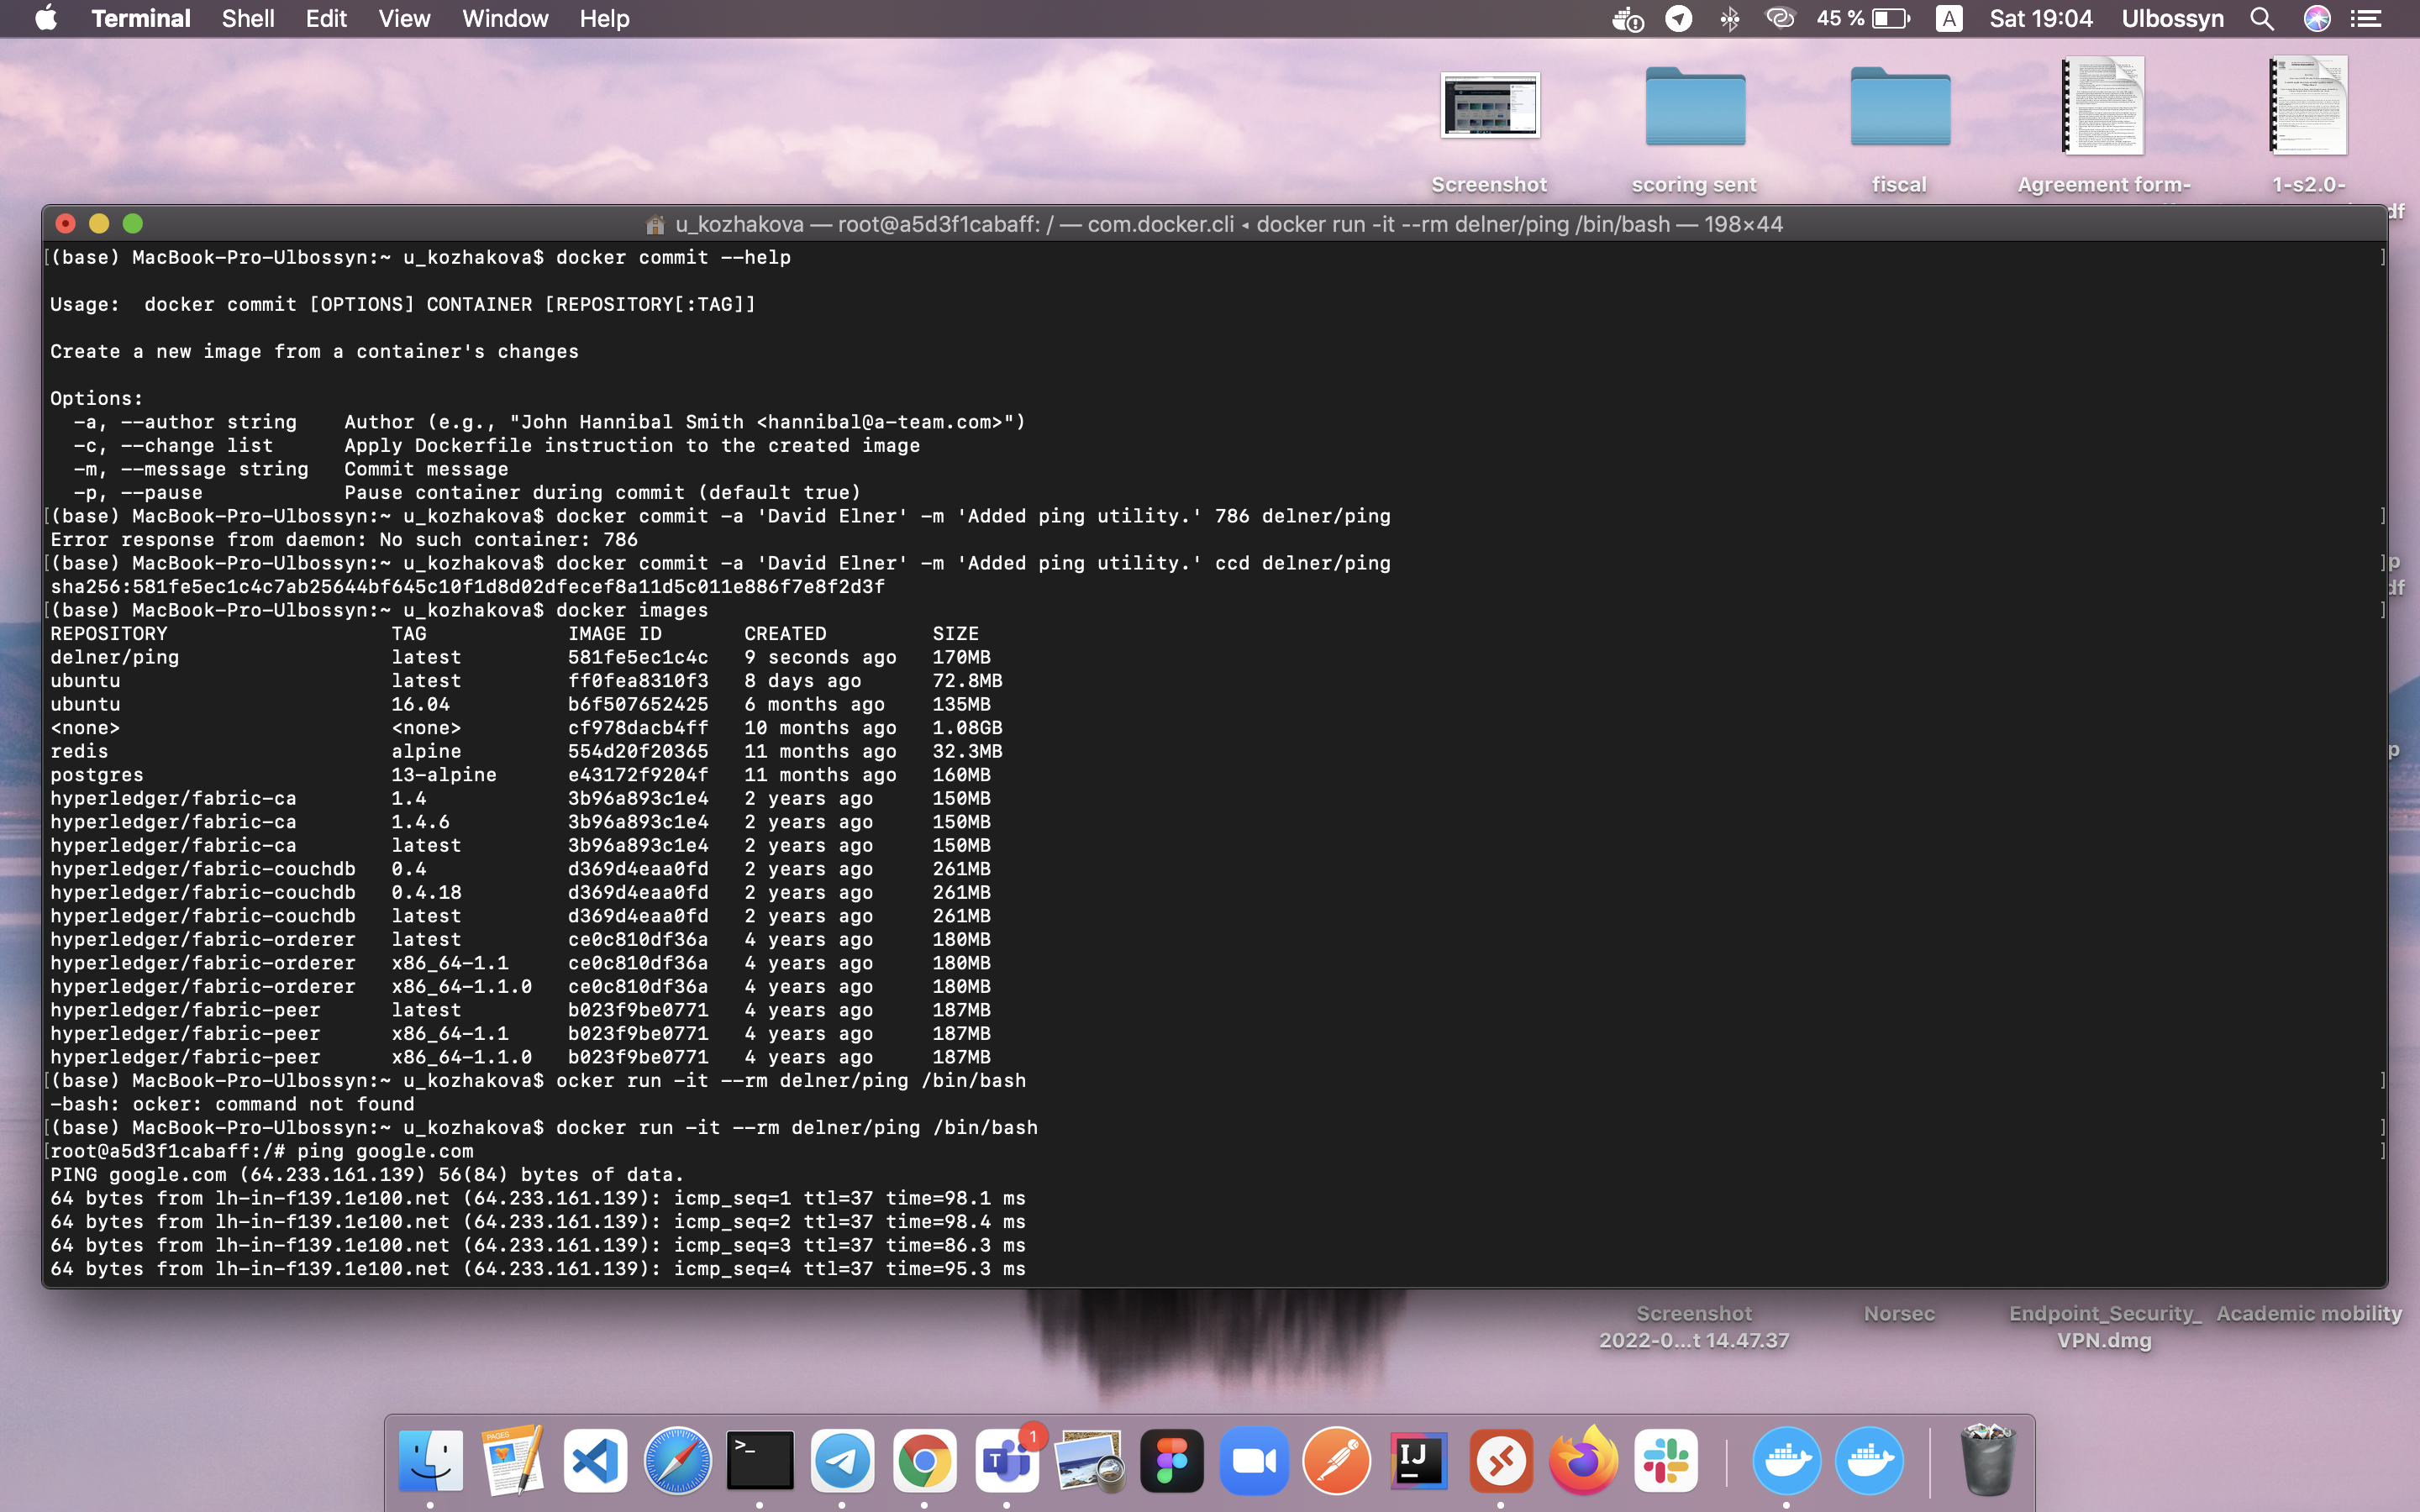 Terminal Shell Edit View Window Help 45 % A Sat 19:04 Ulbossyn
Screenshot scoring sent fiscal Agreement form- 1-s2.0-
df
u_kozhakova — root@a5d3f1cabaff: / — com.docker.cli ◂ docker run -it --rm delner/ping /bin/bash — 198×44
[(base) MacBook-Pro-Ulbossyn:~ u_kozhakova$ docker commit --help ]
Usage:  docker commit [OPTIONS] CONTAINER [REPOSITORY[:TAG]]
Create a new image from a container's changes
Options:
  -a, --author string    Author (e.g., "John Hannibal Smith <hannibal@a-team.com>")
  -c, --change list      Apply Dockerfile instruction to the created image
  -m, --message string   Commit message
  -p, --pause            Pause container during commit (default true)
[(base) MacBook-Pro-Ulbossyn:~ u_kozhakova$ docker commit -a 'David Elner' -m 'Added ping utility.' 786 delner/ping ]
Error response from daemon: No such container: 786
[(base) MacBook-Pro-Ulbossyn:~ u_kozhakova$ docker commit -a 'David Elner' -m 'Added ping utility.' ccd delner/ping ]p
sha256:581fe5ec1c4c7ab25644bf645c10f1d8d02dfecef8a11d5c011e886f7e8f2d3f df
[(base) MacBook-Pro-Ulbossyn:~ u_kozhakova$ docker images ]
REPOSITORY                   TAG            IMAGE ID       CREATED         SIZE
delner/ping                  latest         581fe5ec1c4c   9 seconds ago   170MB
ubuntu                       latest         ff0fea8310f3   8 days ago      72.8MB
ubuntu                       16.04          b6f507652425   6 months ago    135MB
<none>                       <none>         cf978dacb4ff   10 months ago   1.08GB
redis                        alpine         554d20f20365   11 months ago   32.3MB p
postgres                     13-alpine      e43172f9204f   11 months ago   160MB
hyperledger/fabric-ca        1.4            3b96a893c1e4   2 years ago     150MB
hyperledger/fabric-ca        1.4.6          3b96a893c1e4   2 years ago     150MB
hyperledger/fabric-ca        latest         3b96a893c1e4   2 years ago     150MB
hyperledger/fabric-couchdb   0.4            d369d4eaa0fd   2 years ago     261MB
hyperledger/fabric-couchdb   0.4.18         d369d4eaa0fd   2 years ago     261MB
hyperledger/fabric-couchdb   latest         d369d4eaa0fd   2 years ago     261MB
hyperledger/fabric-orderer   latest         ce0c810df36a   4 years ago     180MB
hyperledger/fabric-orderer   x86_64-1.1     ce0c810df36a   4 years ago     180MB
hyperledger/fabric-orderer   x86_64-1.1.0   ce0c810df36a   4 years ago     180MB
hyperledger/fabric-peer      latest         b023f9be0771   4 years ago     187MB
hyperledger/fabric-peer      x86_64-1.1     b023f9be0771   4 years ago     187MB
hyperledger/fabric-peer      x86_64-1.1.0   b023f9be0771   4 years ago     187MB
[(base) MacBook-Pro-Ulbossyn:~ u_kozhakova$ ocker run -it --rm delner/ping /bin/bash ]
-bash: ocker: command not found
[(base) MacBook-Pro-Ulbossyn:~ u_kozhakova$ docker run -it --rm delner/ping /bin/bash ]
[root@a5d3f1cabaff:/# ping google.com ]
PING google.com (64.233.161.139) 56(84) bytes of data.
64 bytes from lh-in-f139.1e100.net (64.233.161.139): icmp_seq=1 ttl=37 time=98.1 ms
64 bytes from lh-in-f139.1e100.net (64.233.161.139): icmp_seq=2 ttl=37 time=98.4 ms
64 bytes from lh-in-f139.1e100.net (64.233.161.139): icmp_seq=3 ttl=37 time=86.3 ms
64 bytes from lh-in-f139.1e100.net (64.233.161.139): icmp_seq=4 ttl=37 time=95.3 ms
Screenshot Norsec Endpoint_Security_ Academic mobility
2022-0...t 14.47.37 VPN.dmg
PAGES >_ T 1 IJ